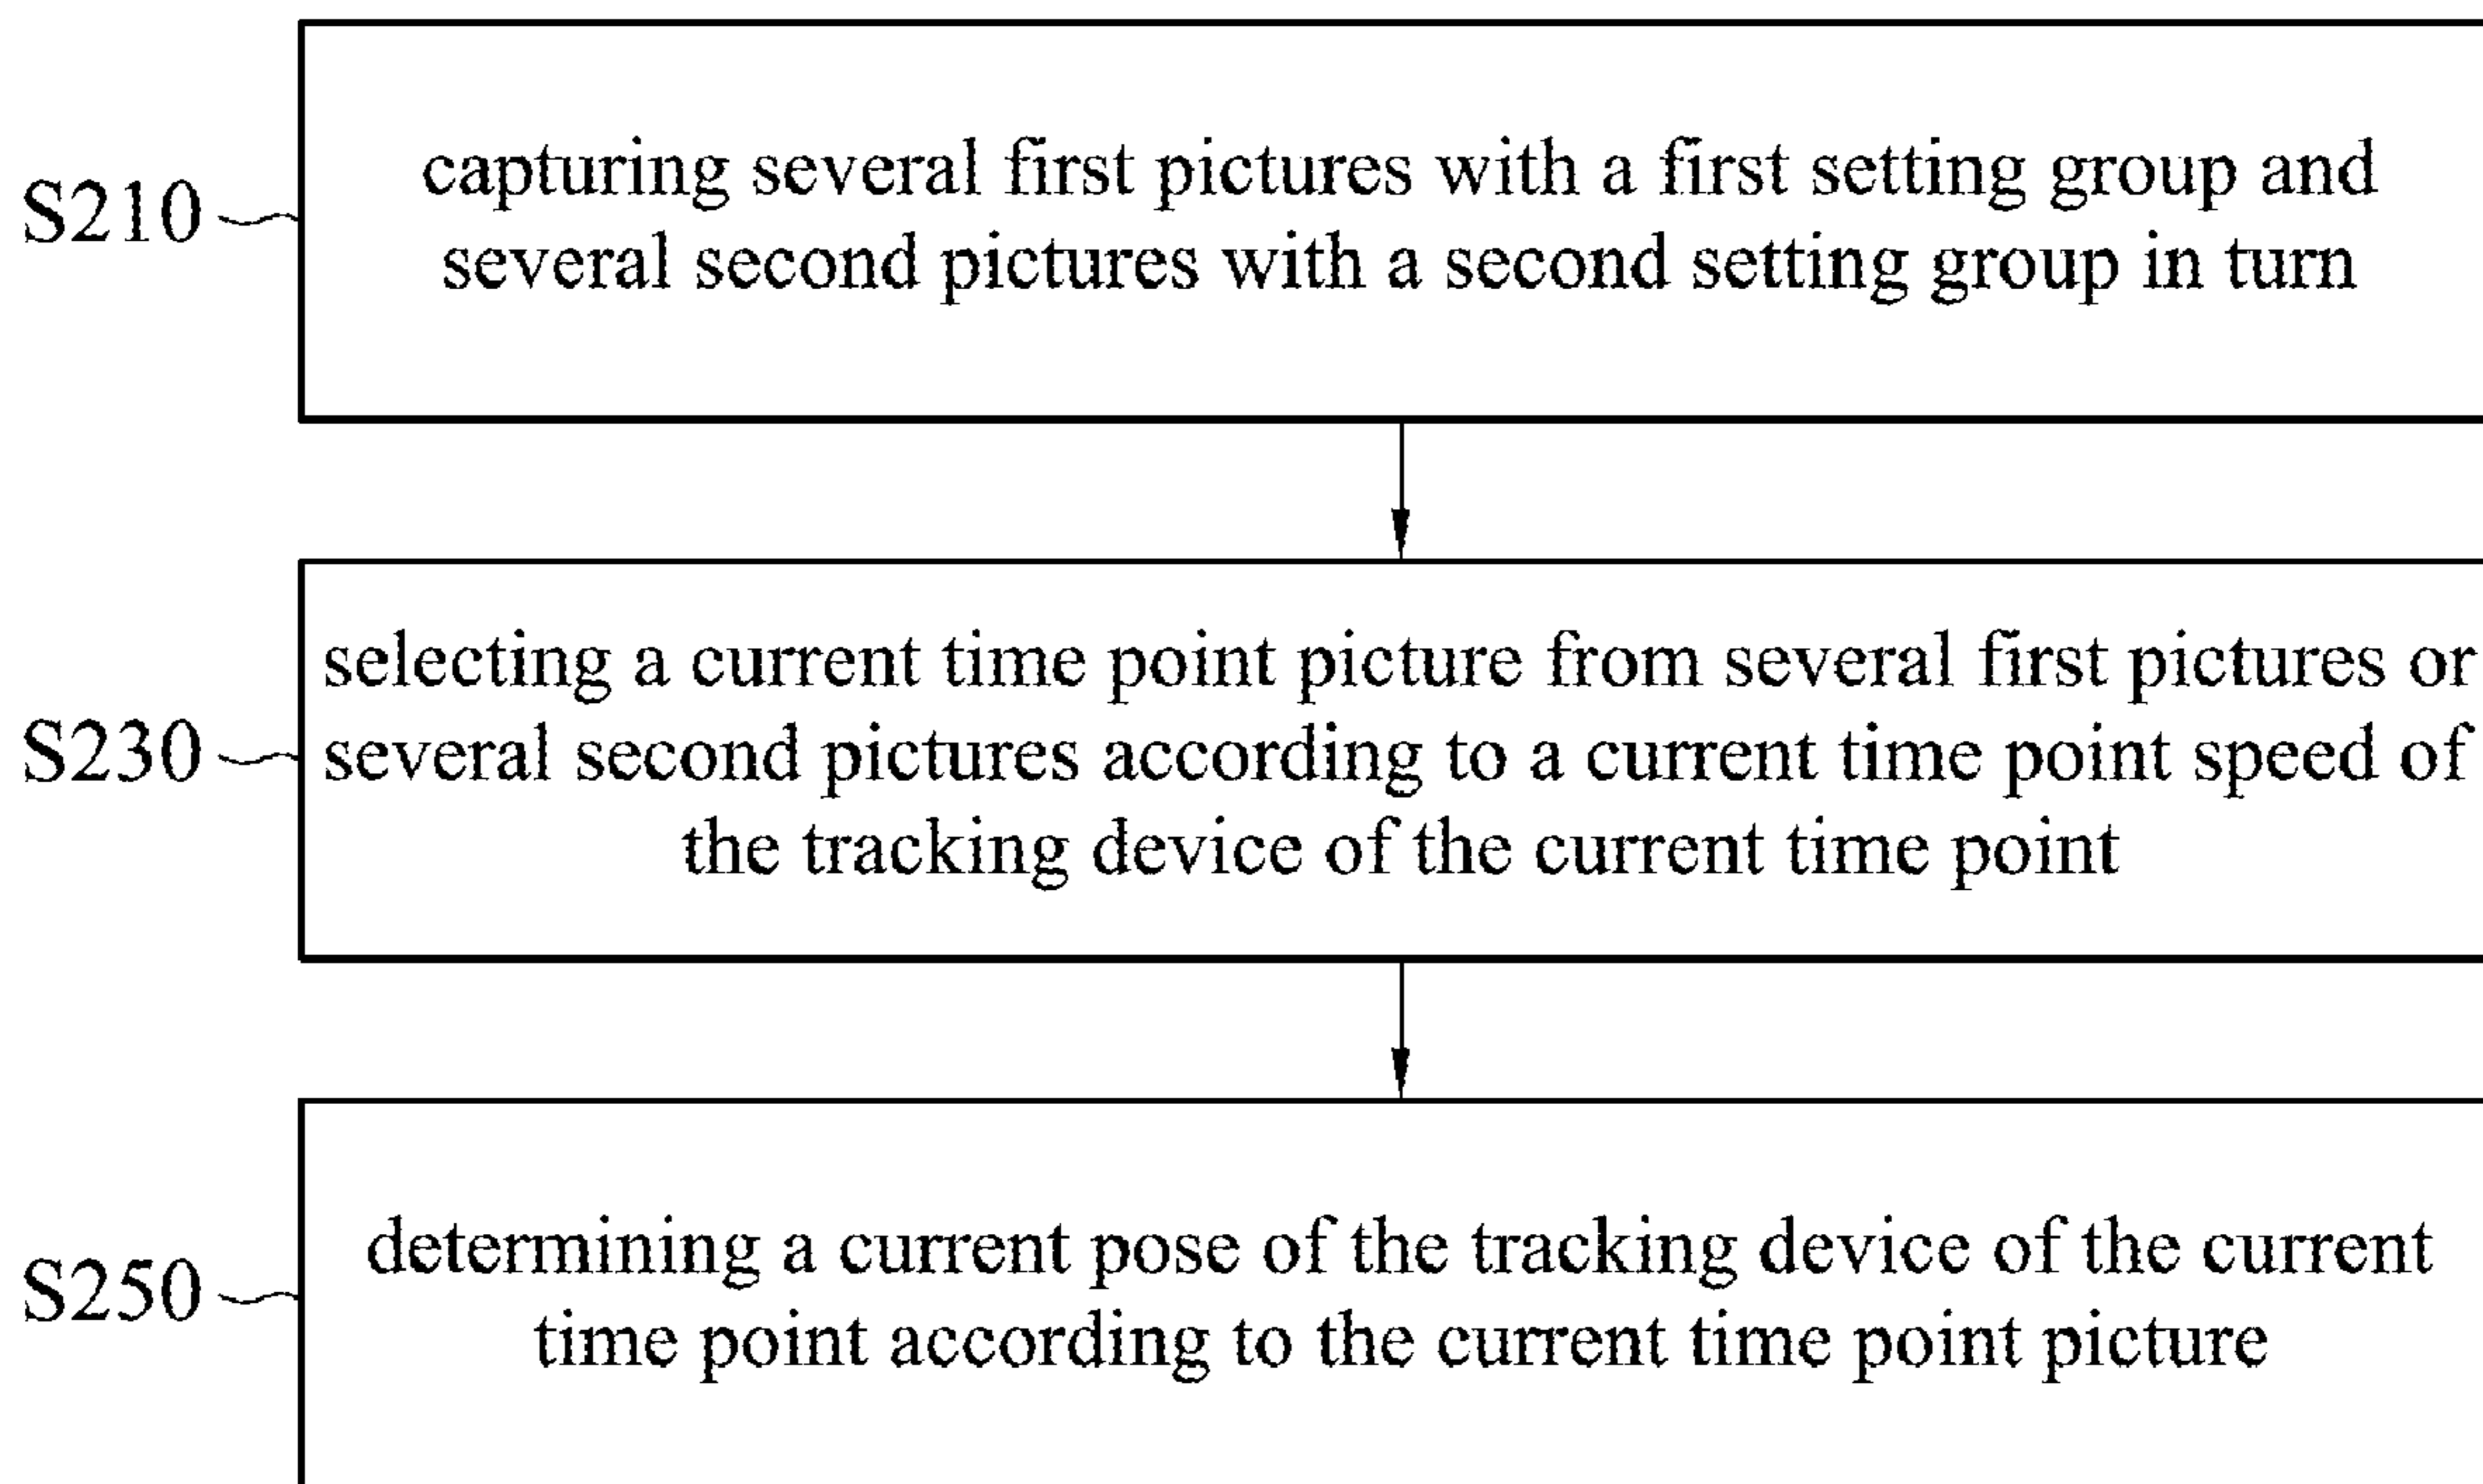 S210
capturing several first pictures with a first setting group and
several second pictures with a second setting group in turn
S230
selecting a current time point picture from several first pictures or
several second pictures according to a current time point speed of
the tracking device of the current time point
S250
determining a current pose of the tracking device of the current
time point according to the current time point picture